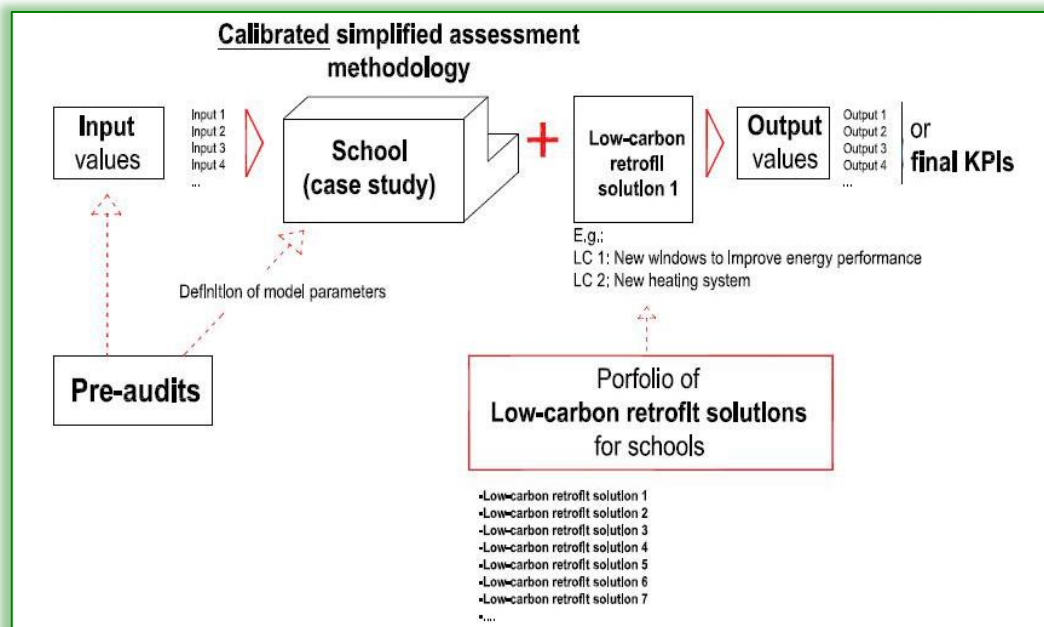 Calibrated simplified assessment
methodology
Input
values
Input 1
Input 2
Input 3
Input 4
...
School
(case study)
+
Low-carbon
retrofit
solution 1
Output
values
Output 1
Output 2
Output 3
Output 4
...
or
final KPIs
E.g.:
LC 1: New windows to improve energy performance
LC 2; New heating system
Definition of model parameters
Pre-audits
Porfolio of
Low-carbon retrofit solutions
for schools
-Low-carbon retrofit solution 1
-Low-carbon retrofit solution 2
-Low-carbon retrofit solution 3
-Low-carbon retrofit solution 4
-Low-carbon retrofit solution 5
-Low-carbon retrofit solution 6
-Low-carbon retrofit solution 7
-....